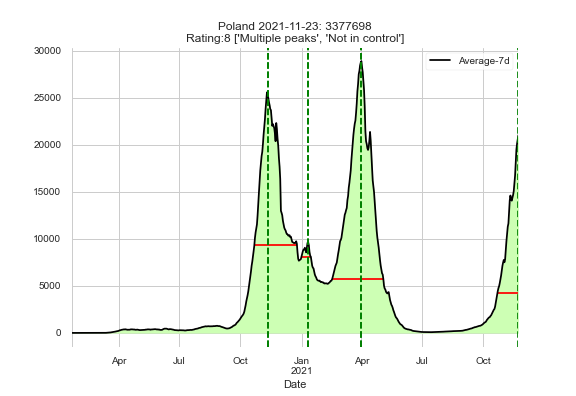 Poland 2021-11-23: 3377698
Rating:8 ['Multiple peaks', 'Not in control']
Average-7d
30000
25000
20000
15000
10000
5000
0
Apr Jul Oct Jan Apr Jul Oct
2021
Date